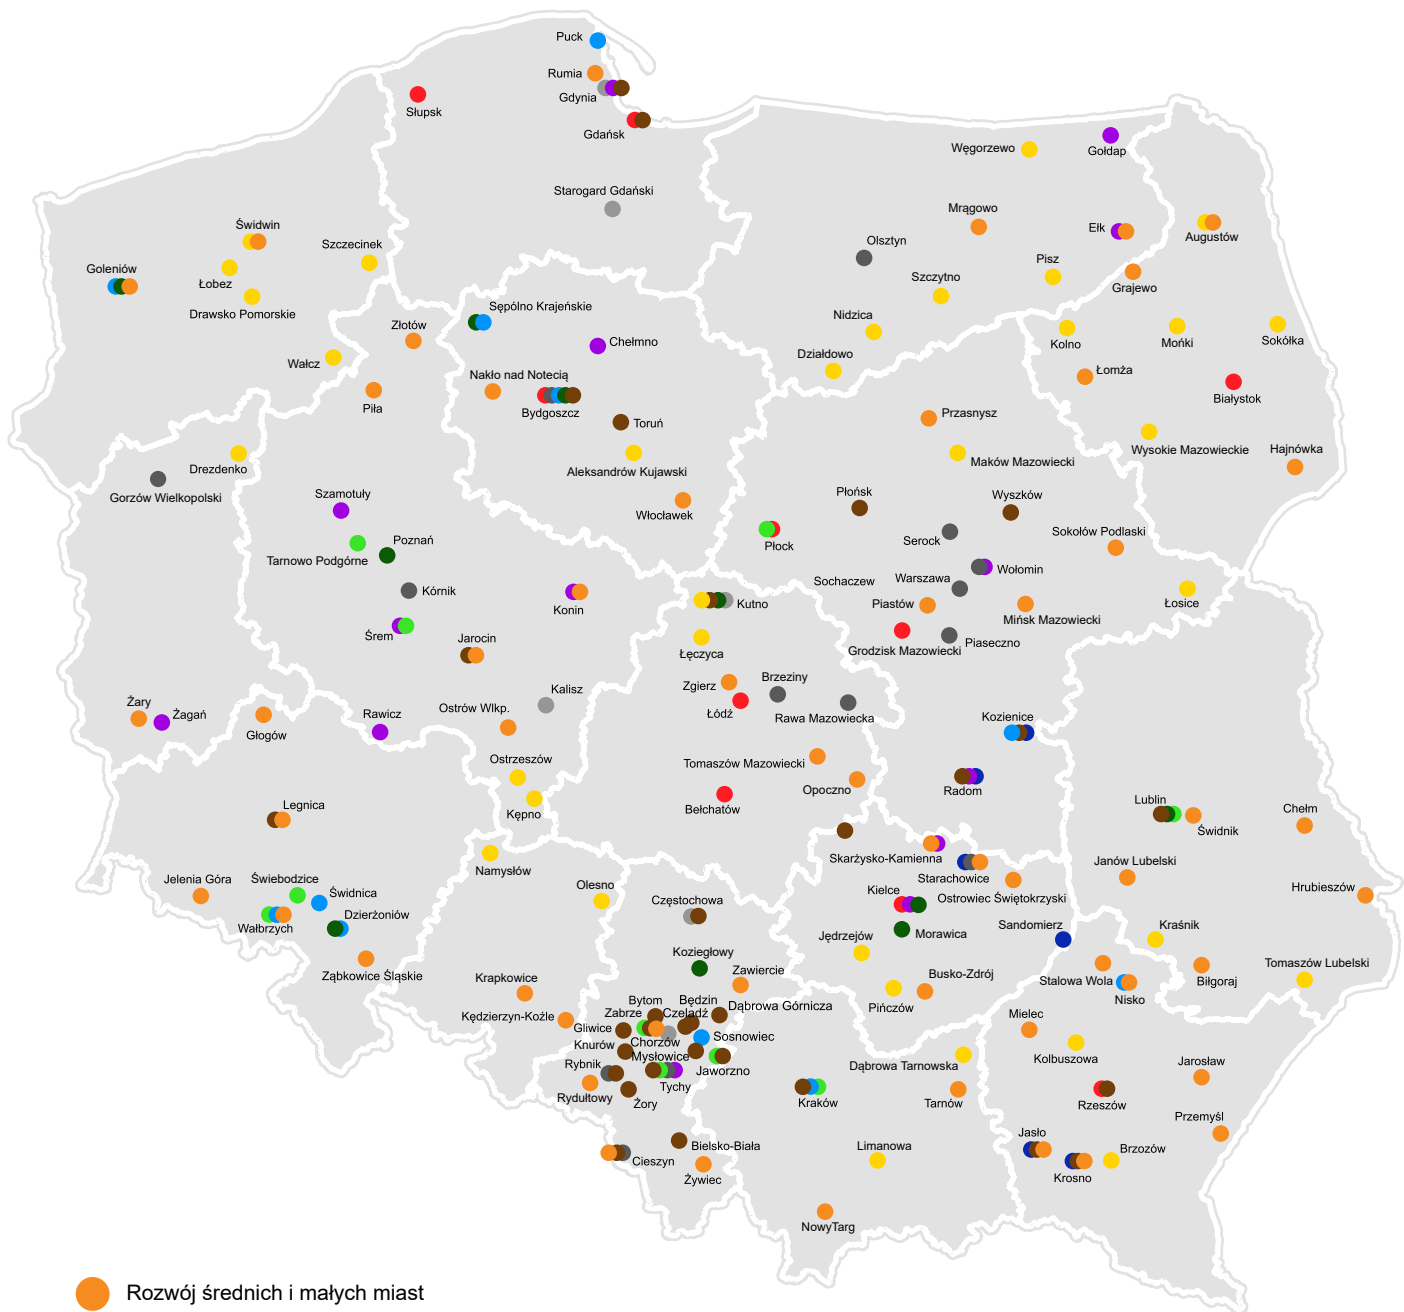 Puck
Rumia
Gdynia
Słupsk
Gdańsk
Węgorzewo
Gołdap
Starogard Gdański
Mrągowo
Ełk
Augustów
Świdwin
Szczecinek
Olsztyn
Goleniów
Łobez
Pisz
Szczytno
Grajewo
Drawsko Pomorskie
Sępólno Krajeńskie
Nidzica
Złotów
Chełmno
Kolno
Mońki
Sokółka
Wałcz
Działdowo
Łomża
Nakło nad Notecią
Białystok
Piła
Bydgoszcz
Przasnysz
Toruń
Wysokie Mazowieckie
Hajnówka
Drezdenko
Aleksandrów Kujawski
Maków Mazowiecki
Gorzów Wielkopolski
Szamotuły
Płońsk
Wyszków
Włocławek
Sokołów Podlaski
Poznań
Serock
Płock
Tarnowo Podgórne
Wołomin
Warszawa
Sochaczew
Kórnik
Konin
Kutno
Piastów
Łosice
Mińsk Mazowiecki
Śrem
Jarocin
Łęczyca
Piaseczno
Grodzisk Mazowiecki
Brzeziny
Zgierz
Kalisz
Żary
Żagań
Rawicz
Ostrów Wlkp.
Łódź
Rawa Mazowiecka
Kozienice
Głogów
Ostrzeszów
Tomaszów Mazowiecki
Opoczno
Radom
Legnica
Kępno
Bełchatów
Lublin
Chełm
Świdnik
Namysłów
Skarżysko-Kamienna
Janów Lubelski
Jelenia Góra
Świebodzice
Olesno
Starachowice
Hrubieszów
Świdnica
Częstochowa
Kielce
Ostrowiec Świętokrzyski
Dzierżoniów
Wałbrzych
Morawica
Sandomierz
Kraśnik
Jędrzejów
Koziegłowy
Ząbkowice Śląskie
Zawiercie
Busko-Zdrój
Tomaszów Lubelski
Krapkowice
Stalowa Wola
Biłgoraj
Pińczów
Nisko
Bytom
Będzin
Dąbrowa Górnicza
Zabrze
Czeladź
Kędzierzyn-Koźle
Mielec
Gliwice
Chorzów
Sosnowiec
Knurów
Mysłowice
Kolbuszowa
Rybnik
Jaworzno
Dąbrowa Tarnowska
Jarosław
Tychy
Rydułtowy
Żory
Kraków
Tarnów
Rzeszów
Przemyśl
Jasło
Bielsko-Biała
Limanowa
Brzozów
Cieszyn
Żywiec
Krosno
NowyTarg
Rozwój średnich i małych miast